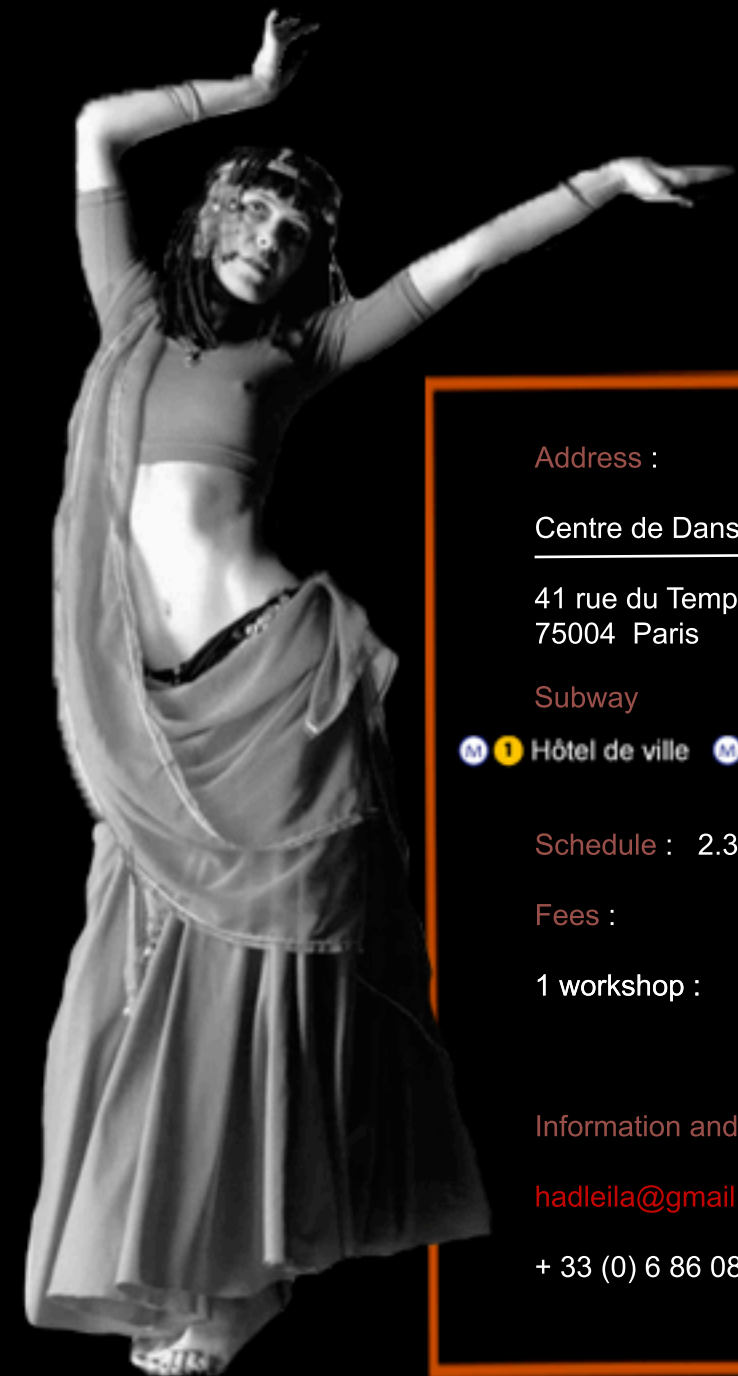 Address :
Centre de Dans
41 rue du Temp
75004 Paris
Subway
M 1 Hôtel de ville M
Schedule : 2.3
Fees :
1 workshop :
Information and
hadleila@gmail
+ 33 (0) 6 86 08